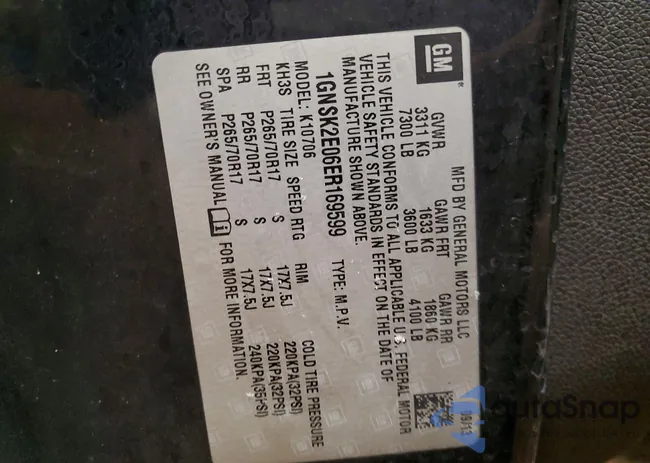 GM
MFD BY GENERAL MOTORS LLC 09/13
GVWR GAWR FRT GAWR RR
3311 KG 1633 KG 1860 KG
7300 LB 3600 LB 4100 LB
THIS VEHICLE CONFORMS TO ALL APPLICABLE U.S. FEDERAL MOTOR
VEHICLE SAFETY STANDARDS IN EFFECT ON THE DATE OF
MANUFACTURE SHOWN ABOVE.
1GNSK2E06ER169599 TYPE: M.P.V.
MODEL: K10706
KH3S TIRE SIZE SPEED RTG RIM COLD TIRE PRESSURE
FRT P265/70R17 S 17X7.5J 220KPA(32PSI)
RR P265/70R17 S 17X7.5J 220KPA(32PSI)
SPA P265/70R17 S 17X7.5J 240KPA(35PSI)
SEE OWNER'S MANUAL FOR MORE INFORMATION.
autoSnap